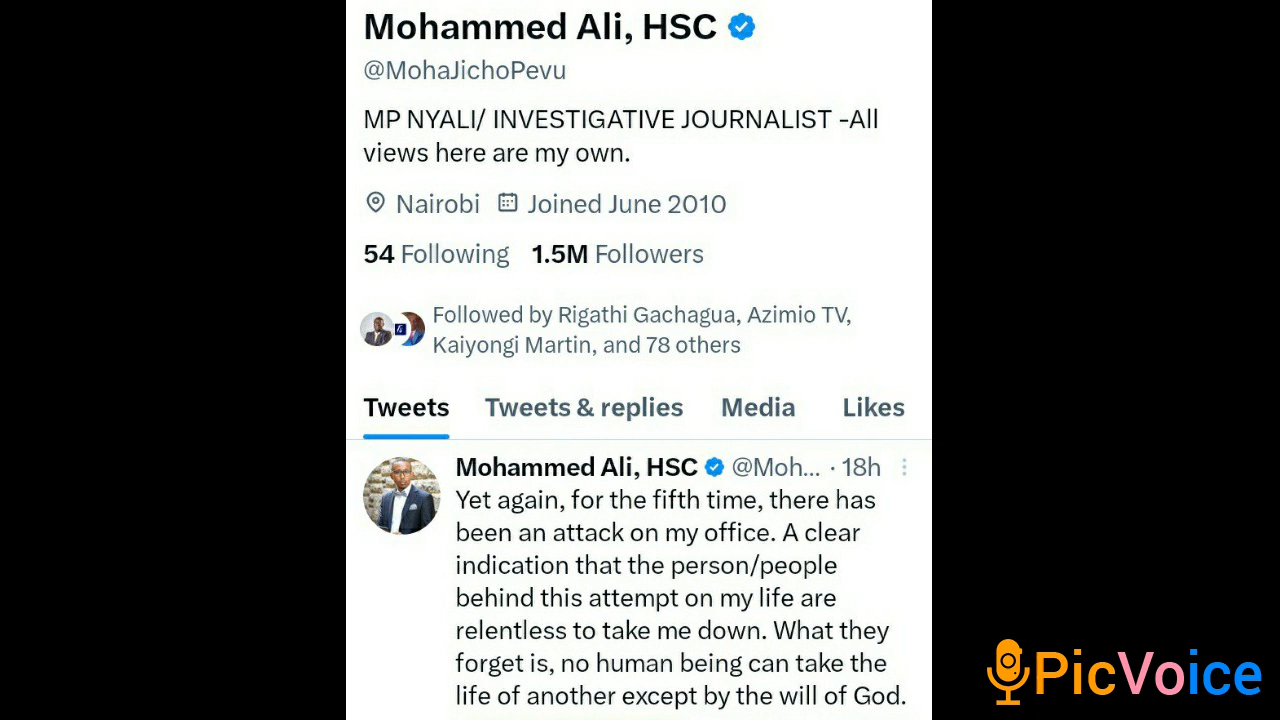 Mohammed Ali, HSC
@MohaJichoPevu
MP NYALI/ INVESTIGATIVE JOURNALIST -All
views here are my own.
Nairobi Joined June 2010
54 Following 1.5M Followers
Followed by Rigathi Gachagua, Azimio TV,
Kaiyongi Martin, and 78 others
Tweets Tweets & replies Media Likes
Mohammed Ali, HSC @Moh... · 18h
Yet again, for the fifth time, there has
been an attack on my office. A clear
indication that the person/people
behind this attempt on my life are
relentless to take me down. What they
forget is, no human being can take the
life of another except by the will of God.
PicVoice